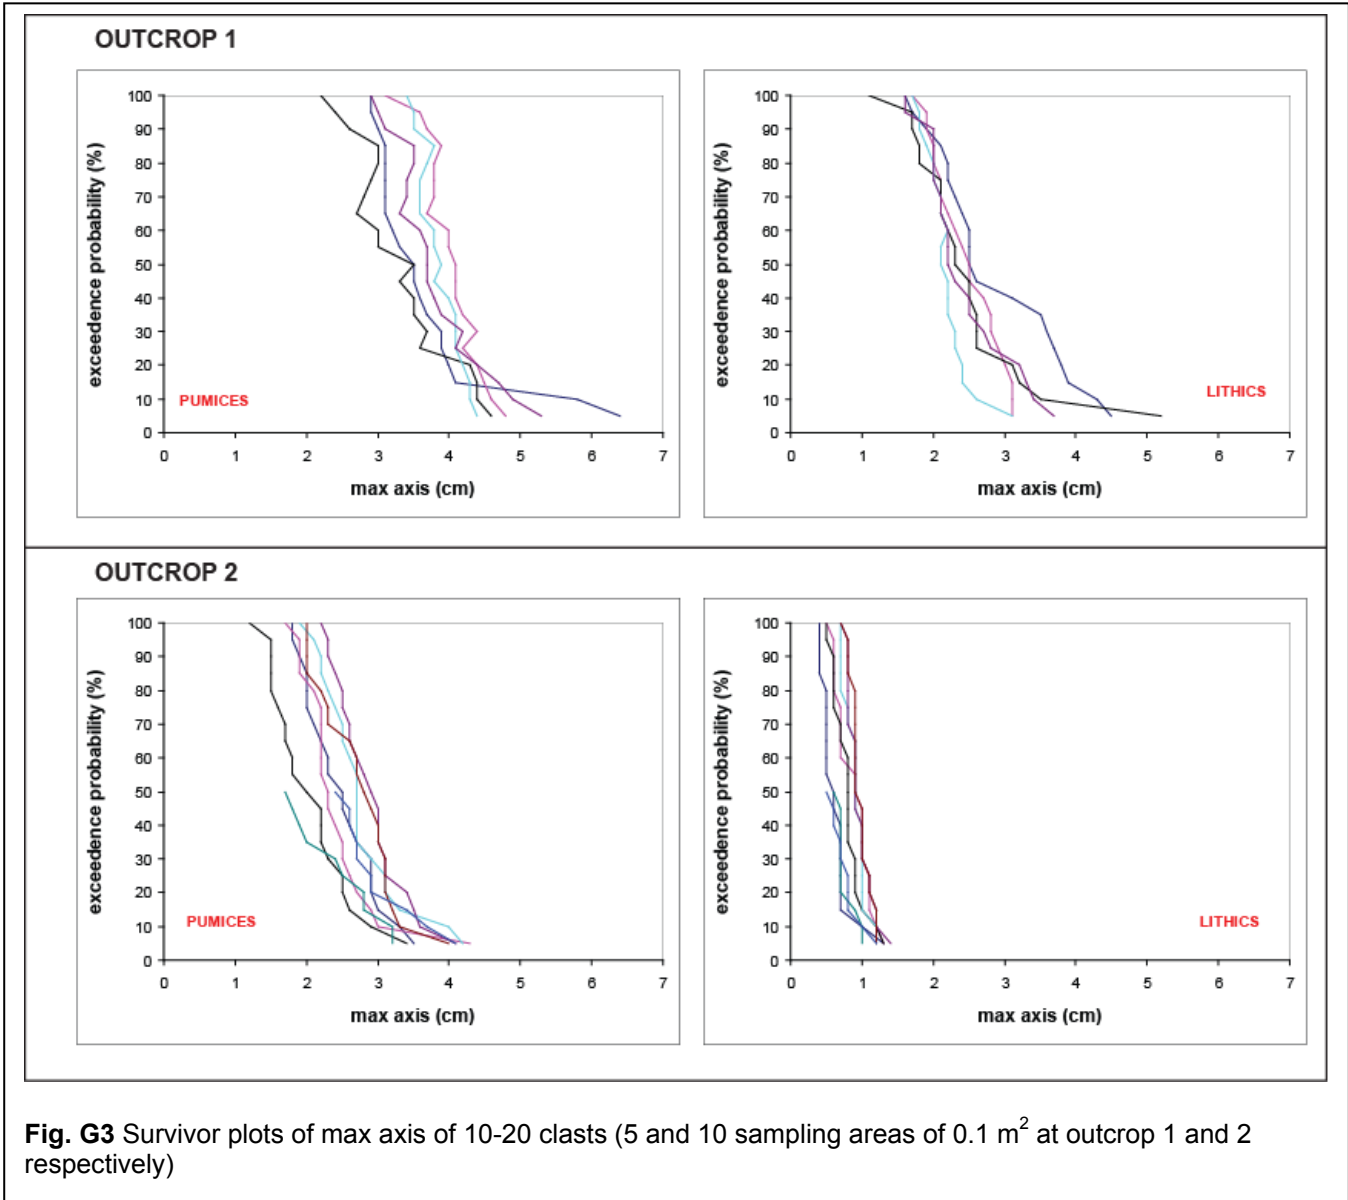 OUTCROP 1
100
90
80
70
60
50
40
30
20
10
0
exceedence probability (%)
PUMICES
0 1 2 3 4 5 6 7
max axis (cm)
100
90
80
70
60
50
40
30
20
10
0
exceedence probability (%)
LITHICS
0 1 2 3 4 5 6 7
max axis (cm)
OUTCROP 2
100
90
80
70
60
50
40
30
20
10
0
exceedence probability (%)
PUMICES
0 1 2 3 4 5 6 7
max axis (cm)
100
90
80
70
60
50
40
30
20
10
0
exceedence probability (%)
LITHICS
0 1 2 3 4 5 6 7
max axis (cm)
Fig. G3 Survivor plots of max axis of 10-20 clasts (5 and 10 sampling areas of 0.1 m² at outcrop 1 and 2
respectively)